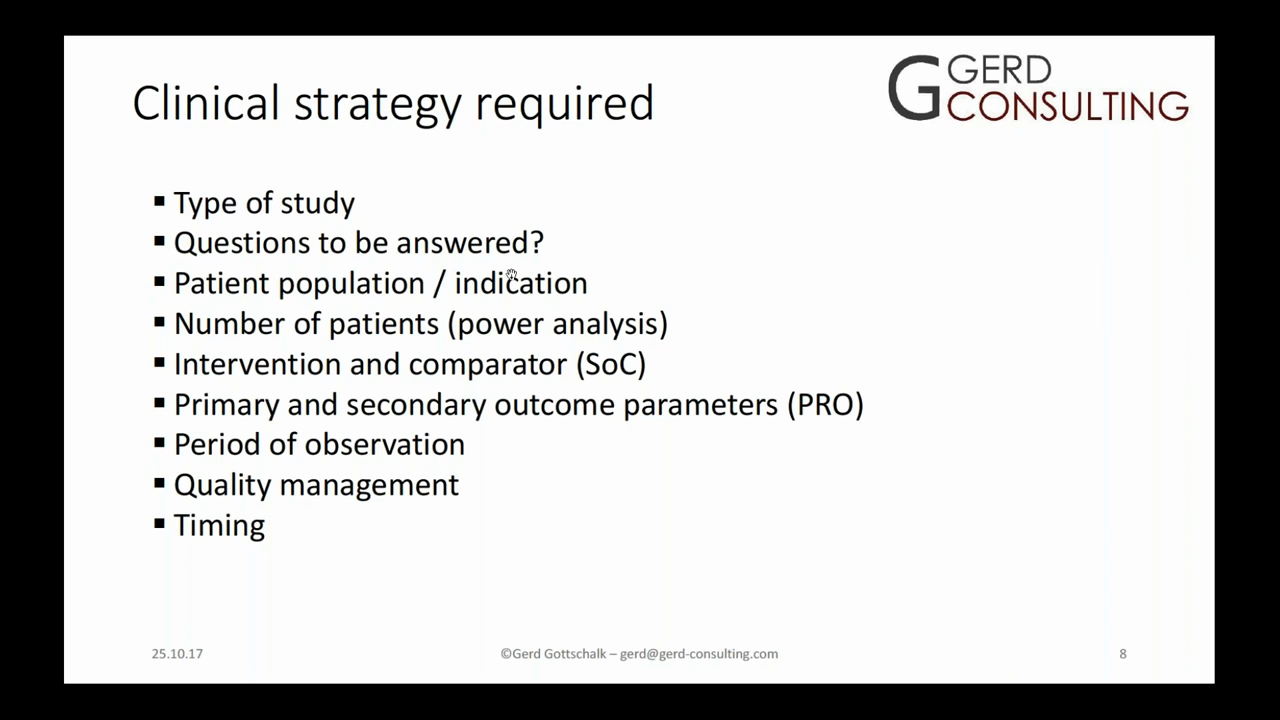 Clinical strategy required
GERD
CONSULTING
▪ Type of study
▪ Questions to be answered?
▪ Patient population / indication
▪ Number of patients (power analysis)
▪ Intervention and comparator (SoC)
▪ Primary and secondary outcome parameters (PRO)
▪ Period of observation
▪ Quality management
▪ Timing
25.10.17
©Gerd Gottschalk – gerd@gerd-consulting.com
8